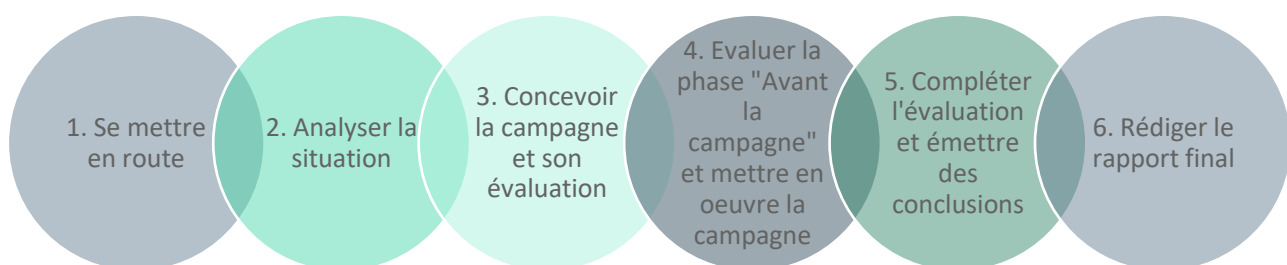 1. Se mettre
en route
2. Analyser la
situation
3. Concevoir
la campagne
et son
évaluation
4. Evaluer la
phase "Avant
la
campagne"
et mettre en
oeuvre la
campagne
5. Compléter
l'évaluation
et émettre
des
conclusions
6. Rédiger le
rapport final